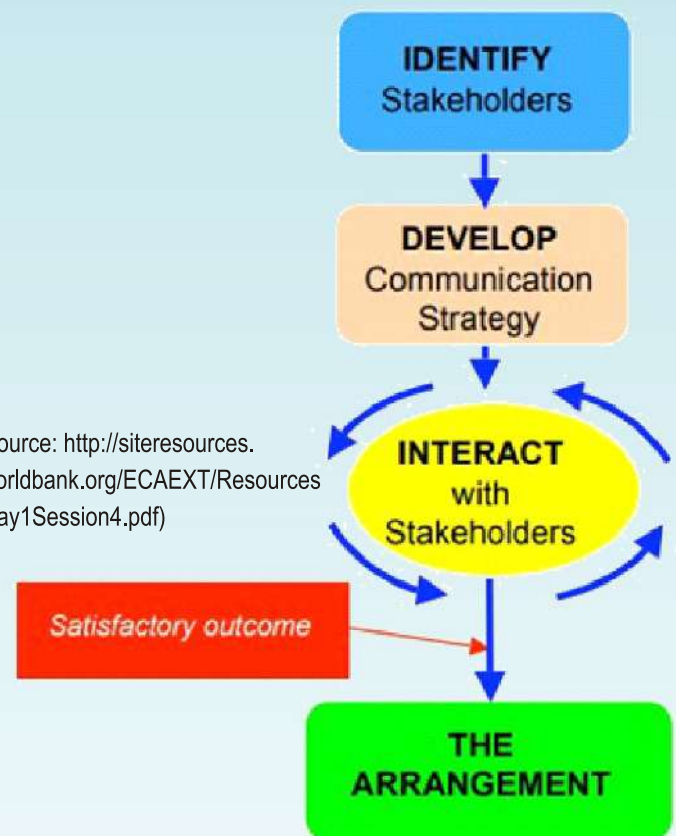 IDENTIFY
Stakeholders
DEVELOP
Communication
Strategy
ource: http://siteresources.
orldbank.org/ECAEXT/Resources
ay1Session4.pdf)
INTERACT
with
Stakeholders
Satisfactory outcome
THE
ARRANGEMENT